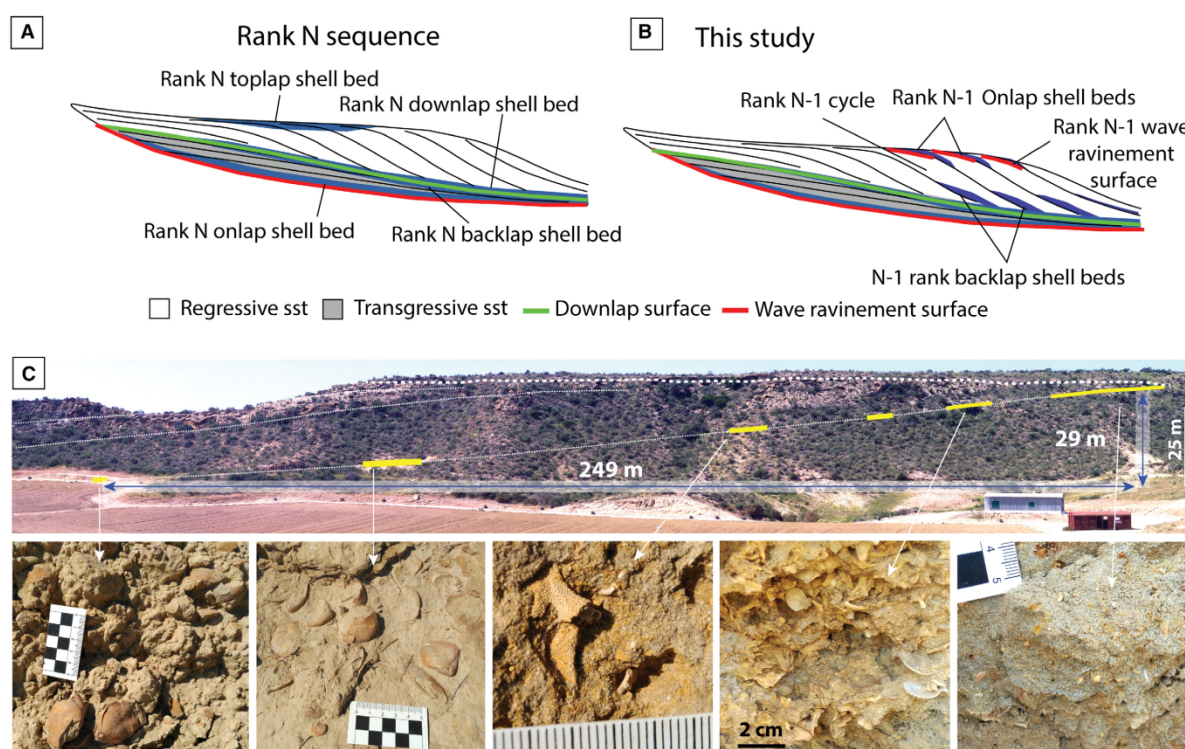 A
Rank N sequence
Rank N toplap shell bed
Rank N downlap shell bed
Rank N onlap shell bed
Rank N backlap shell bed
B
This study
Rank N-1 cycle
Rank N-1 Onlap shell beds
Rank N-1 wave
ravinement
surface
N-1 rank backlap shell beds
Regressive sst
Transgressive sst
Downlap surface
Wave ravinement surface
C
249 m
29 m
25 m
2 cm
4
5